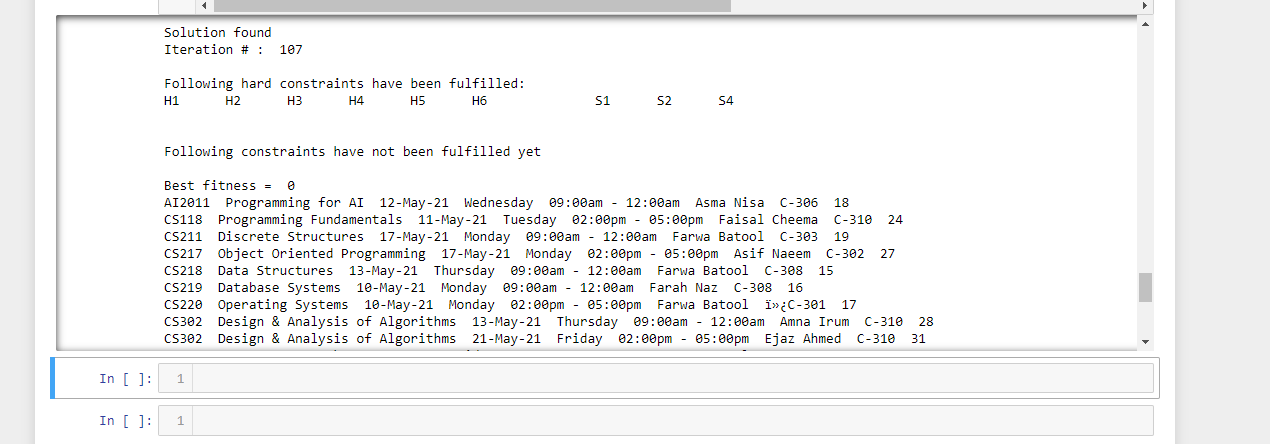 Solution found
Iteration # :  107
Following hard constraints have been fulfilled:
H1      H2      H3      H4      H5      H6              S1      S2      S4
Following constraints have not been fulfilled yet
Best fitness =  0
AI2011  Programming for AI  12-May-21  Wednesday  09:00am - 12:00am  Asma Nisa  C-306  18
CS118  Programming Fundamentals  11-May-21  Tuesday  02:00pm - 05:00pm  Faisal Cheema  C-310  24
CS211  Discrete Structures  17-May-21  Monday  09:00am - 12:00am  Farwa Batool  C-303  19
CS217  Object Oriented Programming  17-May-21  Monday  02:00pm - 05:00pm  Asif Naeem  C-302  27
CS218  Data Structures  13-May-21  Thursday  09:00am - 12:00am  Farwa Batool  C-308  15
CS219  Database Systems  10-May-21  Monday  09:00am - 12:00am  Farah Naz  C-308  16
CS220  Operating Systems  10-May-21  Monday  02:00pm - 05:00pm  Farwa Batool  ï»¿C-301  17
CS302  Design & Analysis of Algorithms  13-May-21  Thursday  09:00am - 12:00am  Amna Irum  C-310  28
CS302  Design & Analysis of Algorithms  21-May-21  Friday  02:00pm - 05:00pm  Ejaz Ahmed  C-310  31
In [ ]: 1
In [ ]: 1